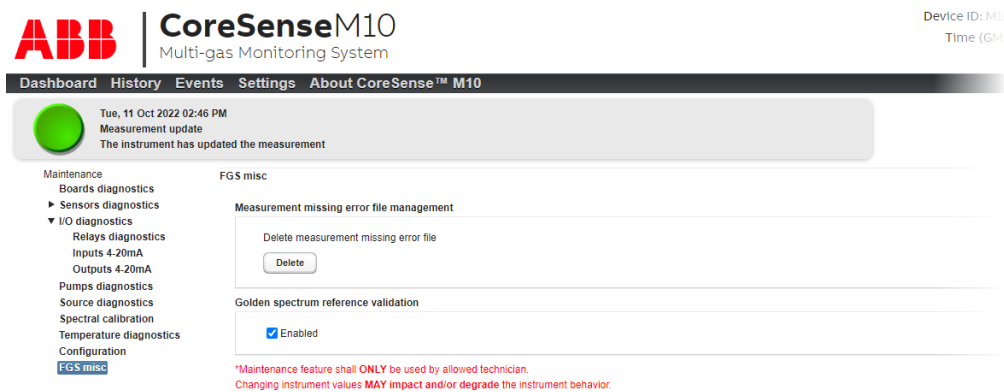 ABB
CoreSenseM10
Multi-gas Monitoring System
Device ID:
Time
Dashboard History Events Settings About CoreSense™ M10
Tue, 11 Oct 2022 02:46 PM
Measurement update
The instrument has updated the measurement
Maintenance
Boards diagnostics
Sensors diagnostics
I/O diagnostics
Relays diagnostics
Inputs 4-20mA
Outputs 4-20mA
Pumps diagnostics
Source diagnostics
Spectral calibration
Temperature diagnostics
Configuration
FGS misc
FGS misc
Measurement missing error file management
Delete measurement missing error file
Delete
Golden spectrum reference validation
Enabled
*Maintenance feature shall ONLY be used by allowed technician.
Changing instrument values MAY impact and/or degrade the instrument behavior.